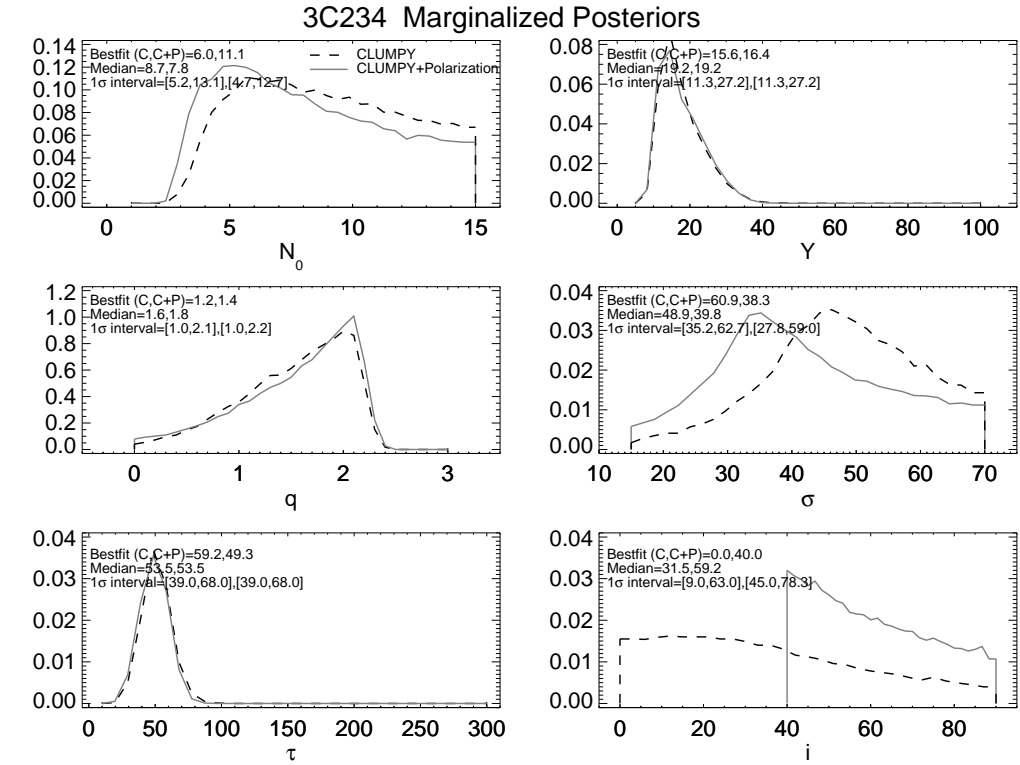 3C234 Marginalized Posteriors
Bestfit (C,C+P)=6.0,11.1
Median=8.7,7.8
1σ interval=[5.2,13.1],[4.7,12.7]
CLUMPY
CLUMPY+Polarization
0.14
0.12
0.10
0.08
0.06
0.04
0.02
0.00
0 5 10 15
N0
Bestfit (C,C+P)=15.6,16.4
Median=19.2,19.2
1σ interval=[11.3,27.2],[11.3,27.2]
0.08
0.06
0.04
0.02
0.00
0 20 40 60 80 100
Y
Bestfit (C,C+P)=1.2,1.4
Median=1.6,1.8
1σ interval=[1.0,2.1],[1.0,2.2]
1.2
1.0
0.8
0.6
0.4
0.2
0.0
0 1 2 3
q
Bestfit (C,C+P)=60.9,38.3
Median=48.9,39.8
1σ interval=[35.2,62.7],[27.8,59.0]
0.04
0.03
0.02
0.01
0.00
10 20 30 40 50 60 70
σ
Bestfit (C,C+P)=59.2,49.3
Median=53.5,53.5
1σ interval=[39.0,68.0],[39.0,68.0]
0.04
0.03
0.02
0.01
0.00
0 50 100 150 200 250 300
τ
Bestfit (C,C+P)=0.0,40.0
Median=31.5,59.2
1σ interval=[9.0,63.0],[45.0,78.3]
0.04
0.03
0.02
0.01
0.00
0 20 40 60 80
i